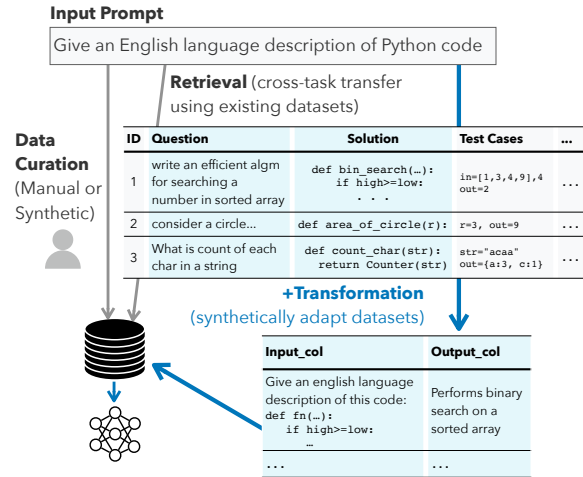 Input Prompt
Give an English language description of Python code
Retrieval (cross-task transfer
using existing datasets)
Data
Curation
(Manual or
Synthetic)
ID Question Solution Test Cases ...
1
write an efficient algm
for searching a
number in sorted array
def bin_search(…):
if high>=low:
. . .
in=[1,3,4,9],4
out=2
...
2 consider a circle... def area_of_circle(r): r=3, out=9 ...
3
What is count of each
char in a string
def count_char(str):
return Counter(str)
str="acaa"
out={a:3, c:1}
...
+Transformation
(synthetically adapt datasets)
Input_col Output_col
Give an english language
description of this code:
def fn(…):
if high>=low:
…
Performs binary
search on a
sorted array
... ...